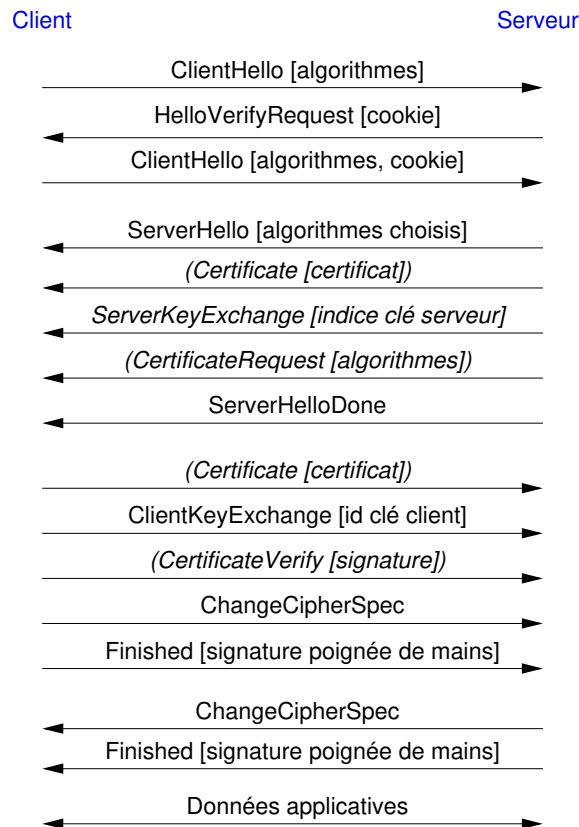 Client Serveur
ClientHello [algorithmes]
HelloVerifyRequest [cookie]
ClientHello [algorithmes, cookie]
ServerHello [algorithmes choisis]
(Certificate [certificat])
ServerKeyExchange [indice clé serveur]
(CertificateRequest [algorithmes])
ServerHelloDone
(Certificate [certificat])
ClientKeyExchange [id clé client]
(CertificateVerify [signature])
ChangeCipherSpec
Finished [signature poignée de mains]
ChangeCipherSpec
Finished [signature poignée de mains]
Données applicatives